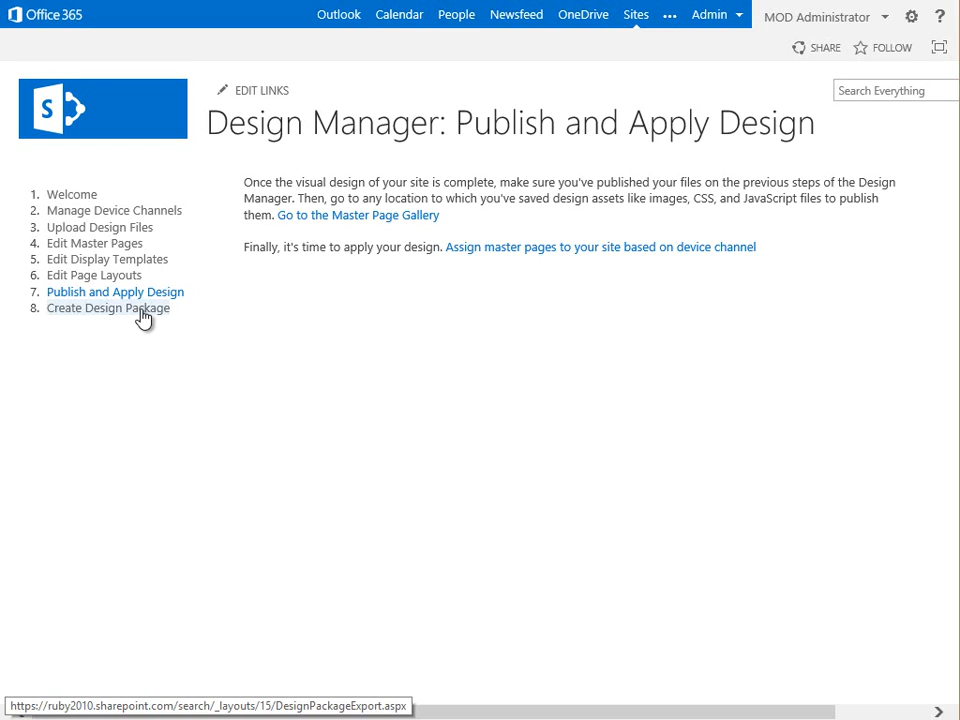 Office 365
Outlook Calendar People Newsfeed OneDrive Sites ... Admin MOD Administrator ?
SHARE FOLLOW
S
EDIT LINKS
Search Everything
Design Manager: Publish and Apply Design
1. Welcome
2. Manage Device Channels
3. Upload Design Files
4. Edit Master Pages
5. Edit Display Templates
6. Edit Page Layouts
7. Publish and Apply Design
8. Create Design Package
Once the visual design of your site is complete, make sure you've published your files on the previous steps of the Design
Manager. Then, go to any location to which you've saved design assets like images, CSS, and JavaScript files to publish
them. Go to the Master Page Gallery
Finally, it's time to apply your design. Assign master pages to your site based on device channel
https://ruby2010.sharepoint.com/search/_layouts/15/DesignPackageExport.aspx